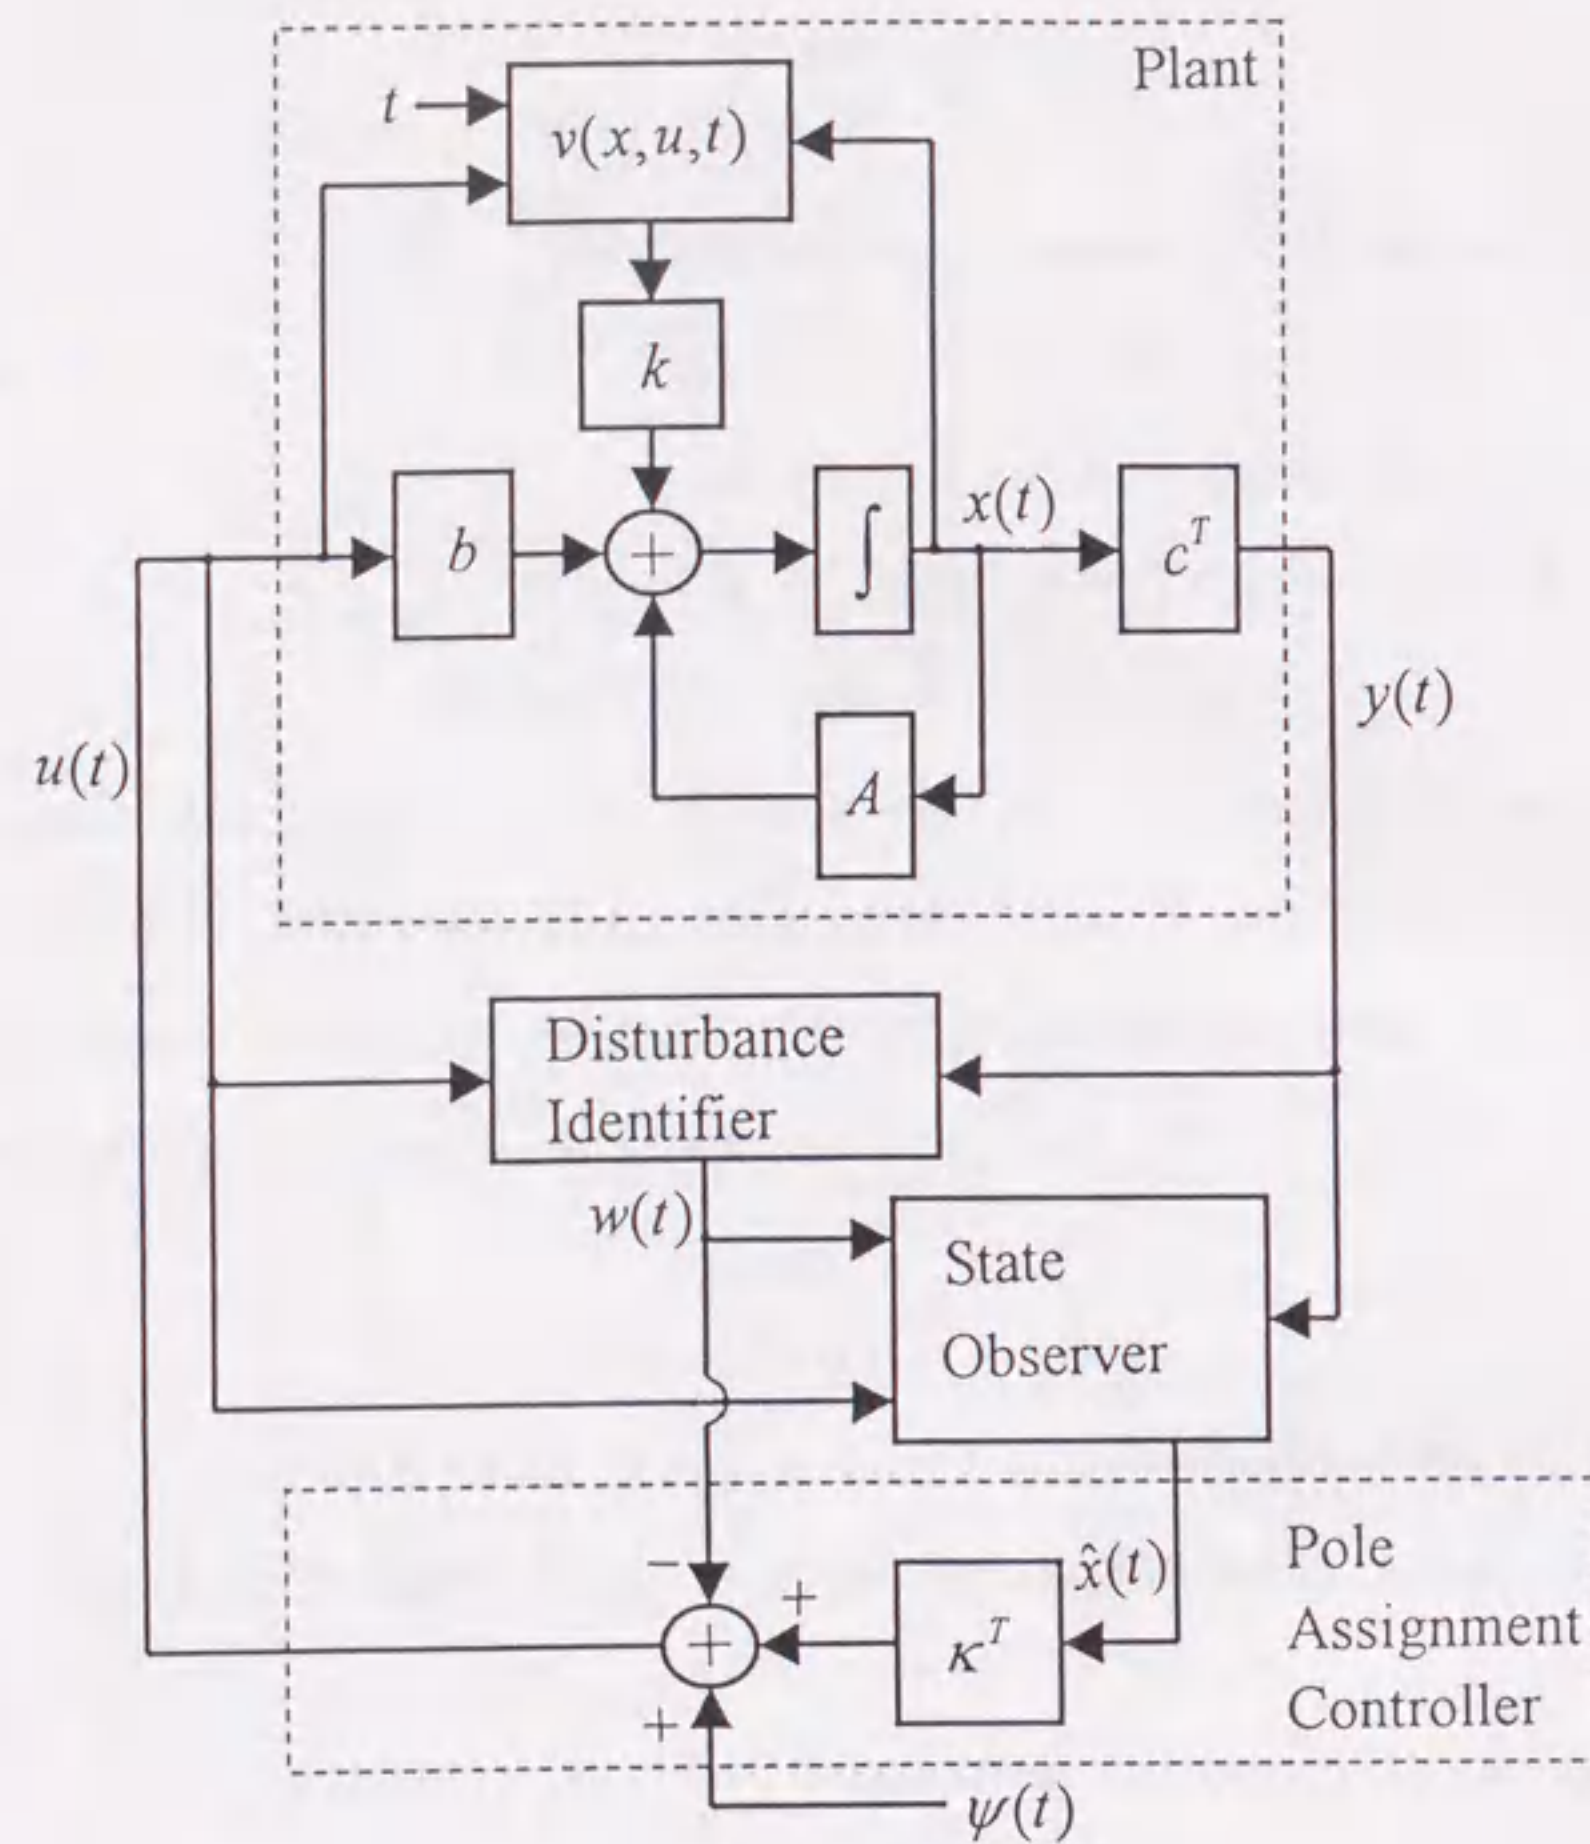 Plant
t
v(x,u,t)
k
b
+
∫
x(t)
c^T
A
y(t)
u(t)
Disturbance
Identifier
w(t)
State
Observer
−
+
x̂(t)
κ^T
+
+
ψ(t)
Pole
Assignment
Controller